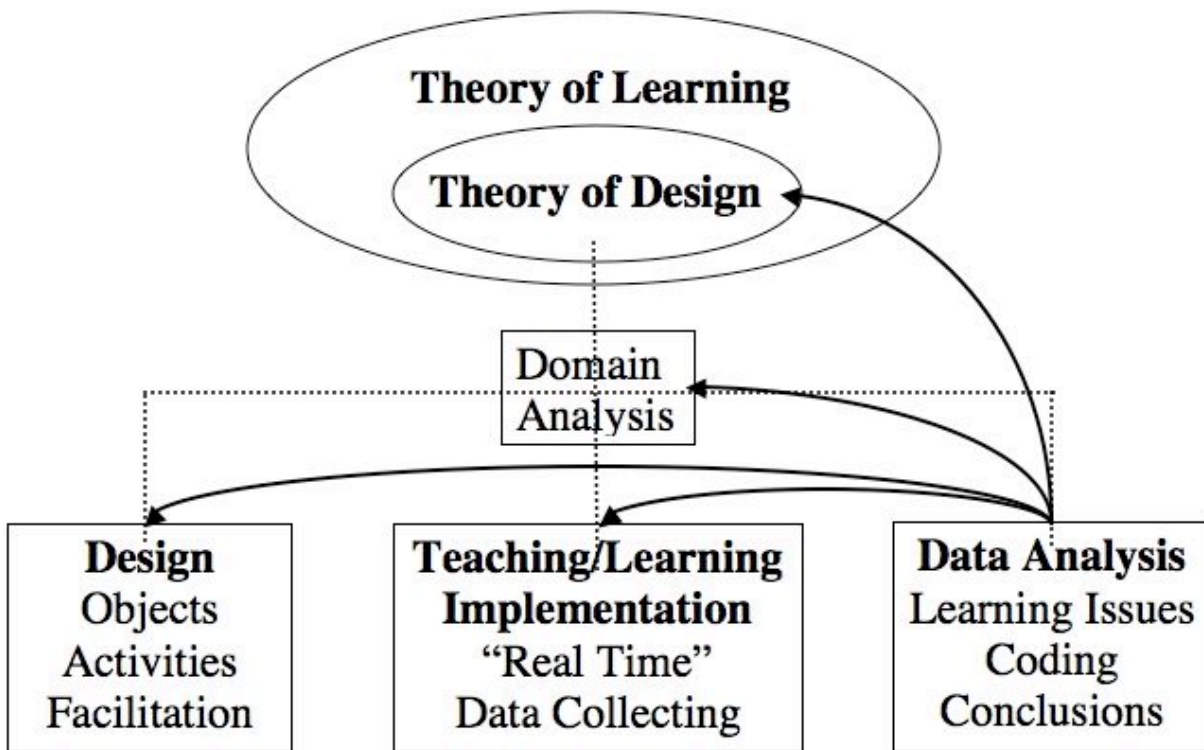 Theory of Learning
Theory of Design
Domain
Analysis
Design
Objects
Activities
Facilitation
Teaching/Learning
Implementation
“Real Time”
Data Collecting
Data Analysis
Learning Issues
Coding
Conclusions